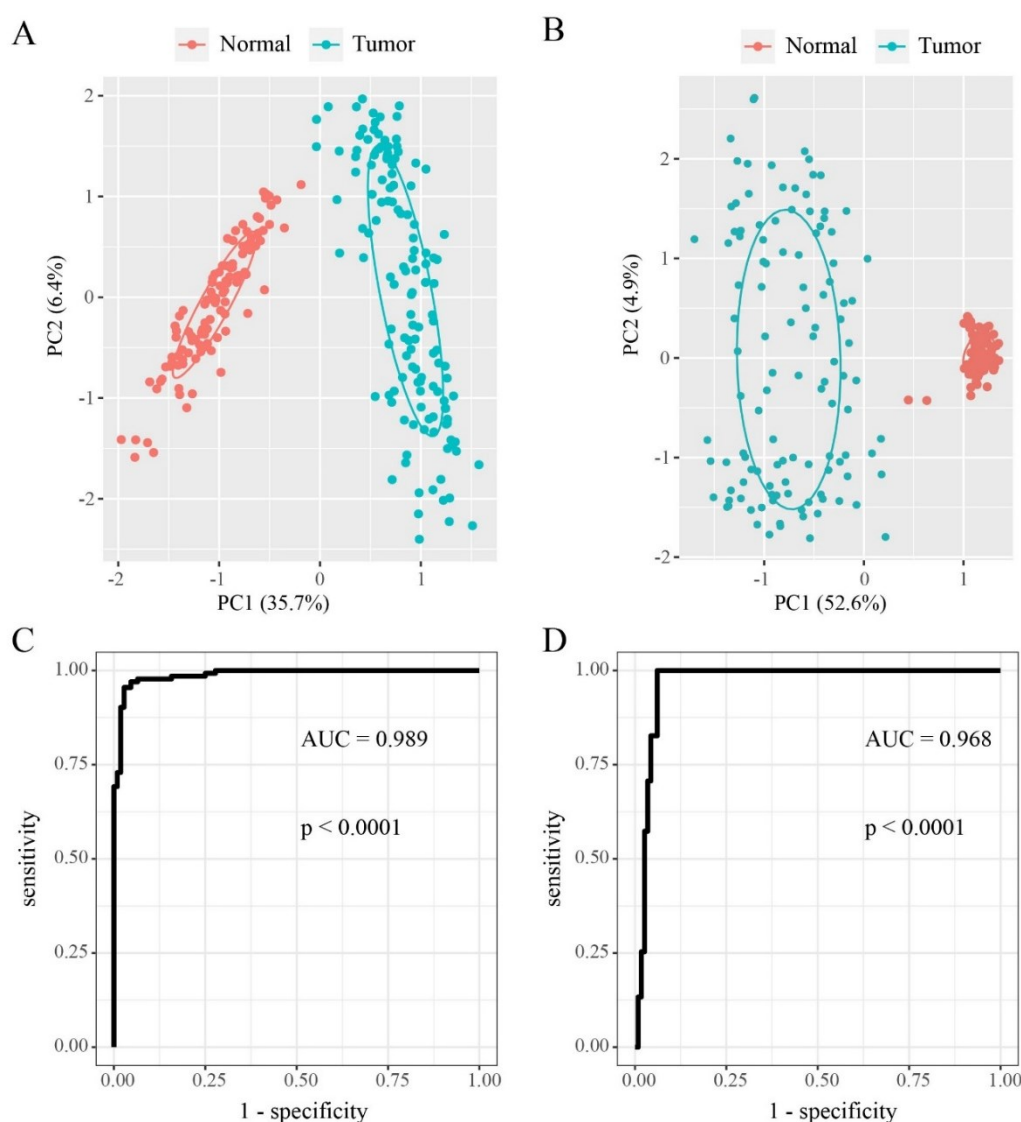 A
Normal Tumor
2
1
0
-1
-2
PC2 (6.4%)
-2 -1 0 1
PC1 (35.7%)
B
Normal Tumor
2
1
0
-1
-2
PC2 (4.9%)
-1 0 1
PC1 (52.6%)
C
1.00
0.75
0.50
0.25
0.00
sensitivity
AUC = 0.989
p < 0.0001
0.00 0.25 0.50 0.75 1.00
1 - specificity
D
1.00
0.75
0.50
0.25
0.00
sensitivity
AUC = 0.968
p < 0.0001
0.00 0.25 0.50 0.75 1.00
1 - specificity